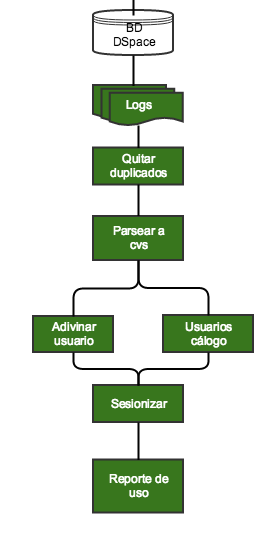 BD
DSpace
Logs
Quitar
duplicados
Parsear a
cvs
Adivinar
usuario
Usuarios
cálogo
Sesionizar
Reporte de
uso